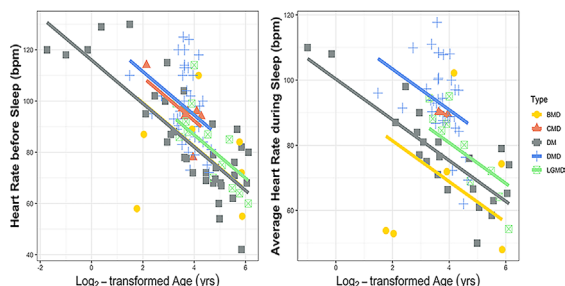 Heart Rate before Sleep (bpm)
120
100
80
60
40
-2
0
2
4
6
Log₂ – transformed Age (yrs)
Average Heart Rate during Sleep (bpm)
120
100
80
60
0
2
4
6
Log₂ – transformed Age (yrs)
Type
BMD
CMD
DM
DMD
LGMD